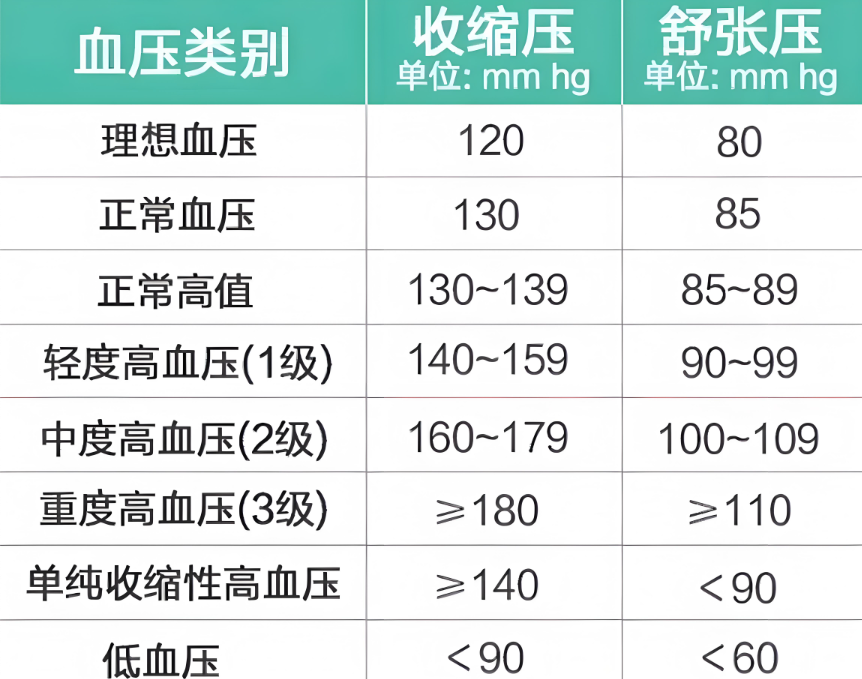 血压类别 收缩压 舒张压
单位: mm hg 单位: mm hg
理想血压 120 80
正常血压 130 85
正常高值 130~139 85~89
轻度高血压(1级) 140~159 90~99
中度高血压(2级) 160~179 100~109
重度高血压(3级) ⩾180 ⩾110
单纯收缩性高血压 ⩾140 <90
低血压 <90 <60